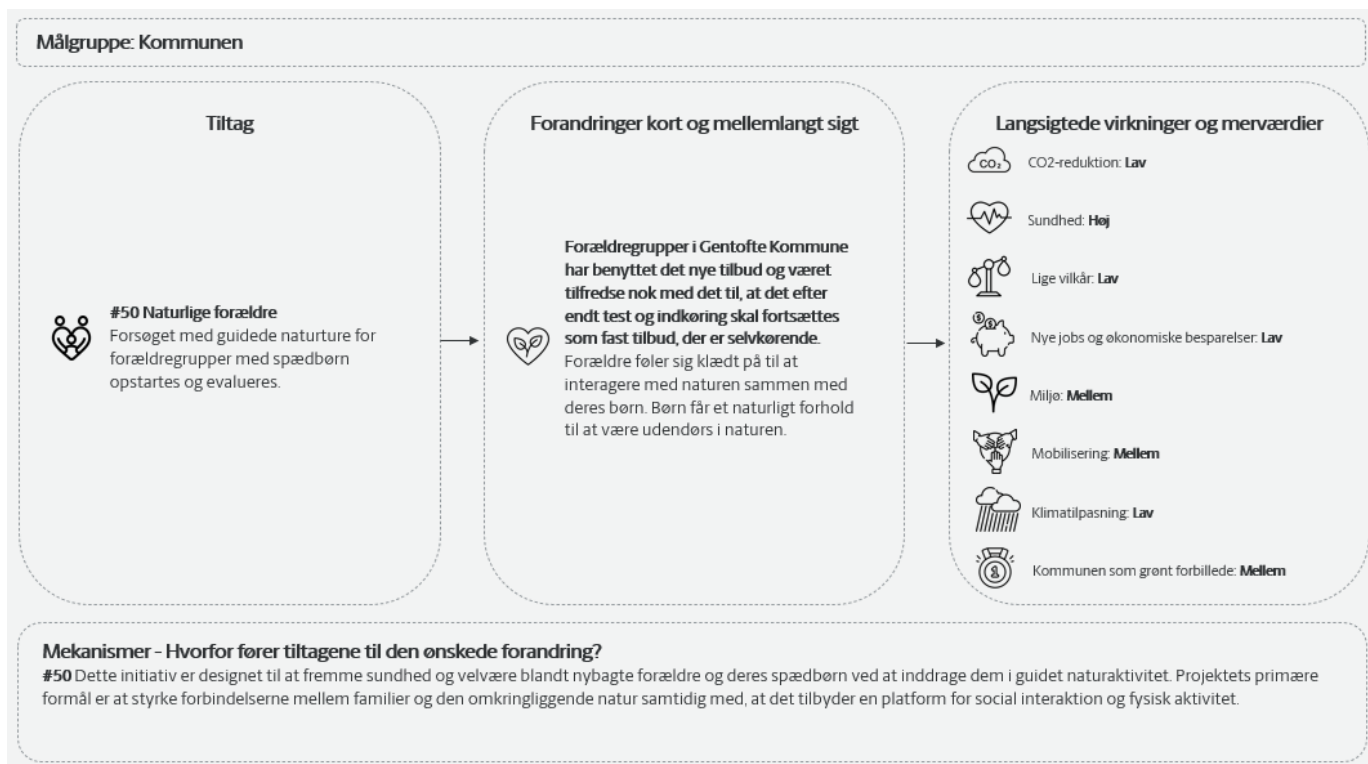 Målgruppe: Kommunen
Tiltag
#50 Naturlige forældre
Forsøget med guidede naturture for
forældregrupper med spædbørn
opstartes og evalueres.
Forandringer kort og mellemlangt sigt
Forældregrupper i Gentofte Kommune
har benyttet det nye tilbud og været
tilfredse nok med det til, at det efter
endt test og indkøring skal fortsættes
som fast tilbud, der er selvkørende.
Forældre føler sig klædt på til at
interagere med naturen sammen med
deres børn. Børn får et naturligt forhold
til at være udendørs i naturen.
Langsigtede virkninger og merværdier
CO₂
CO2-reduktion: Lav
Sundhed: Høj
Lige vilkår: Lav
$ $
Nye jobs og økonomiske besparelser: Lav
Miljø: Mellem
Mobilisering: Mellem
Klimatilpasning: Lav
1
Kommunen som grønt forbillede: Mellem
Mekanismer - Hvorfor fører tiltagene til den ønskede forandring?
#50 Dette initiativ er designet til at fremme sundhed og velvære blandt nybagte forældre og deres spædbørn ved at inddrage dem i guidet naturaktivitet. Projektets primære
formål er at styrke forbindelserne mellem familier og den omkringliggende natur samtidig med, at det tilbyder en platform for social interaktion og fysisk aktivitet.